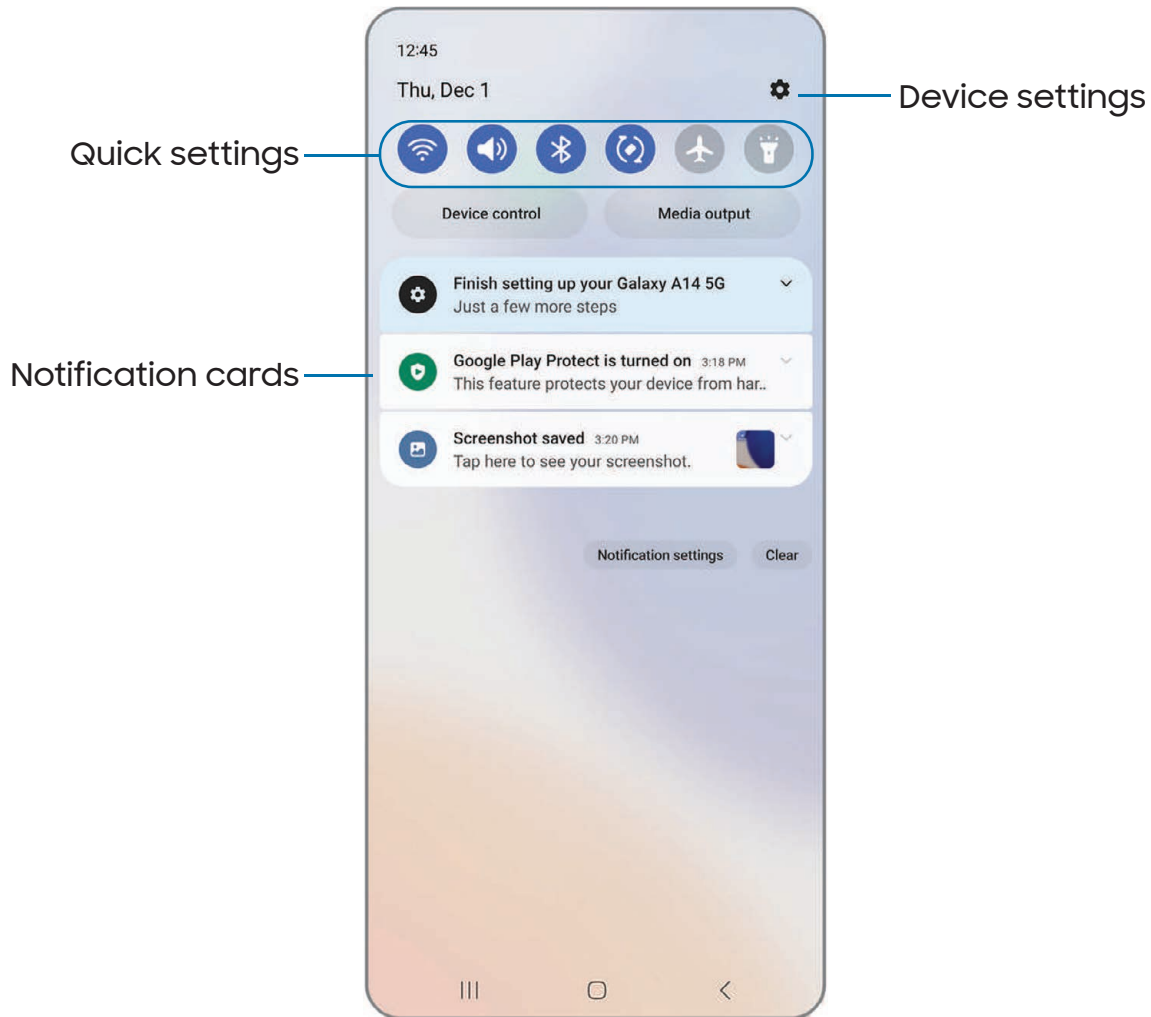 12:45
Thu, Dec 1
Device settings
Quick settings
Device control
Media output
Finish setting up your Galaxy A14 5G
Just a few more steps
Notification cards
Google Play Protect is turned on 3:18 PM
This feature protects your device from har..
Screenshot saved 3:20 PM
Tap here to see your screenshot.
Notification settings
Clear